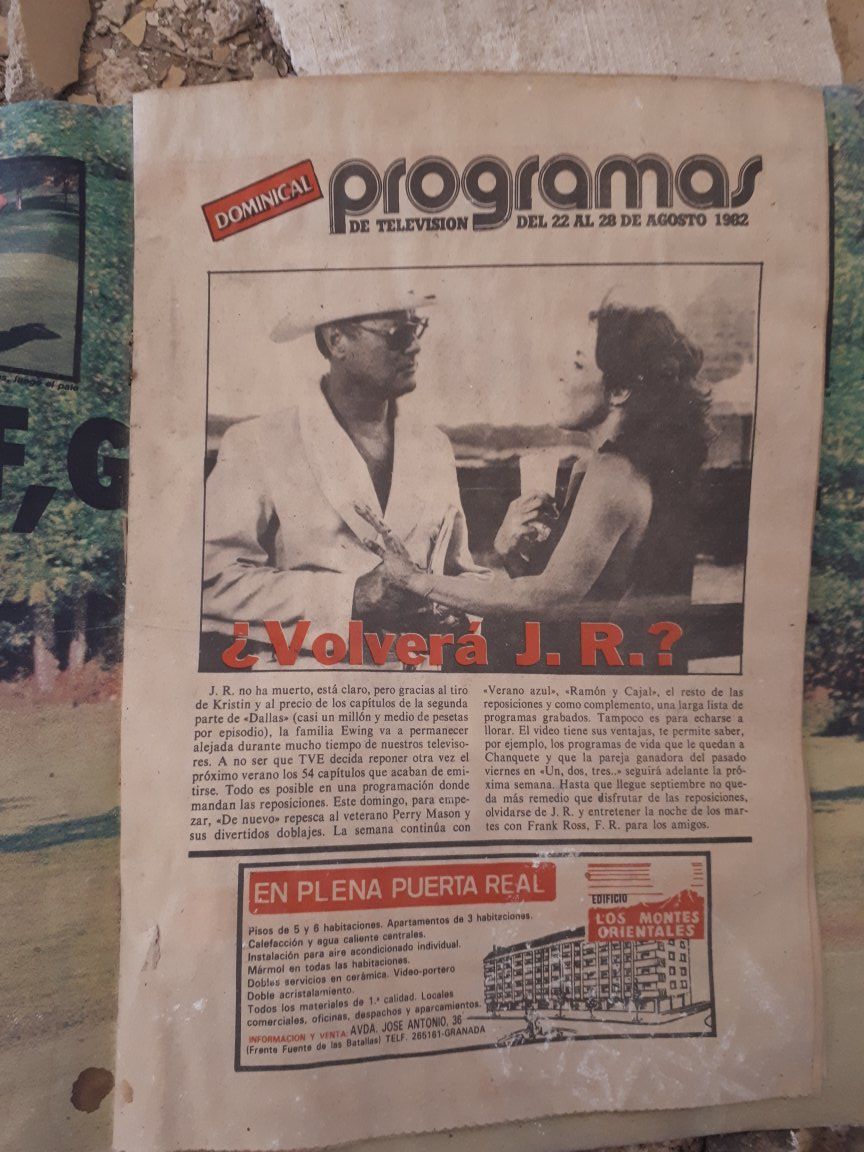 DOMINICAL
programas
DE TELEVISION DEL 22 AL 28 DE AGOSTO 1982
juego el palo
F, G
¿Volverá J. R.?
J. R. no ha muerto, está claro, pero gracias al tiro
de Kristin y al precio de los capítulos de la segunda
parte de «Dallas» (casi un millón y medio de pesetas
por episodio), la familia Ewing va a permanecer
alejada durante mucho tiempo de nuestros televiso-
res. A no ser que TVE decida reponer otra vez el
próximo verano los 54 capítulos que acaban de emi-
tirse. Todo es posible en una programación donde
mandan las reposiciones. Este domingo, para empe-
zar, «De nuevo» repesca al veterano Perry Mason y
sus divertidos doblajes. La semana continúa con
«Verano azul», «Ramón y Cajal», el resto de las
reposiciones y como complemento, una larga lista de
programas grabados. Tampoco es para echarse a
llorar. El video tiene sus ventajas, te permite saber,
por ejemplo, los programas de vida que le quedan a
Chanquete y que la pareja ganadora del pasado
viernes en «Un, dos, tres..» seguirá adelante la pró-
xima semana. Hasta que llegue septiembre no que-
da más remedio que disfrutar de las reposiciones,
olvidarse de J. R. y entretener la noche de los mar-
tes con Frank Ross, F. R. para los amigos.
EN PLENA PUERTA REAL
Pisos de 5 y 6 habitaciones. Apartamentos de 3 habitaciones.
Calefacción y agua caliente centrales.
Instalación para aire acondicionado individual.
Mármol en todas las habitaciones.
Dobles servicios en cerámica. Video-portero
Doble acristalamiento.
Todos los materiales de 1.ª calidad. Locales
comerciales, oficinas, despachos y aparcamientos.
INFORMACION Y VENTA: AVDA. JOSE ANTONIO, 36
(Frente Fuente de las Batallas) TELF. 265161-GRANADA
EDIFICIO
LOS MONTES
ORIENTALES